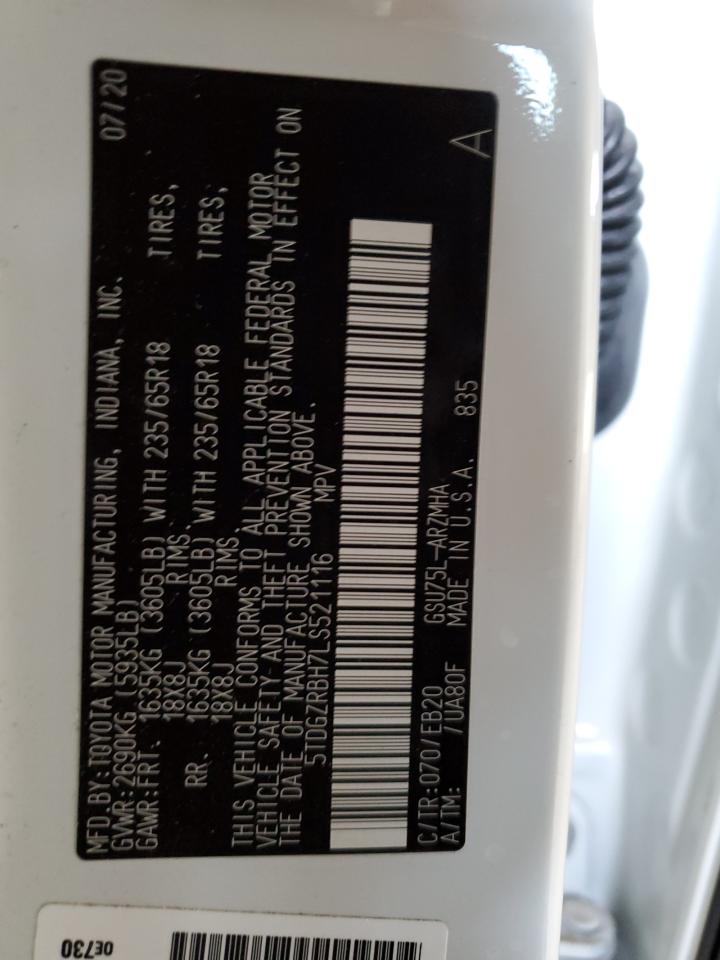 MFD.BY:TOYOTA MOTOR MANUFACTURING, INDIANA, INC. 07/20
GVWR:2690KG (5935LB)
GAWR:FRT. 1635KG (3605LB) WITH 235/65R18 TIRES,
18X8J RIMS.
RR. 1635KG (3605LB) WITH 235/65R18 TIRES,
18X8J RIMS.
THIS VEHICLE CONFORMS TO ALL APPLICABLE FEDERAL MOTOR
VEHICLE SAFETY AND THEFT PREVENTION STANDARDS IN EFFECT ON
THE DATE OF MANUFACTURE SHOWN ABOVE.
5TDGZRBH7LS521116 MPV
C/TR:070/EB20 GSU75L-ARZMHA A
A/TM: /UA80F MADE IN U.S.A. 835
0E730